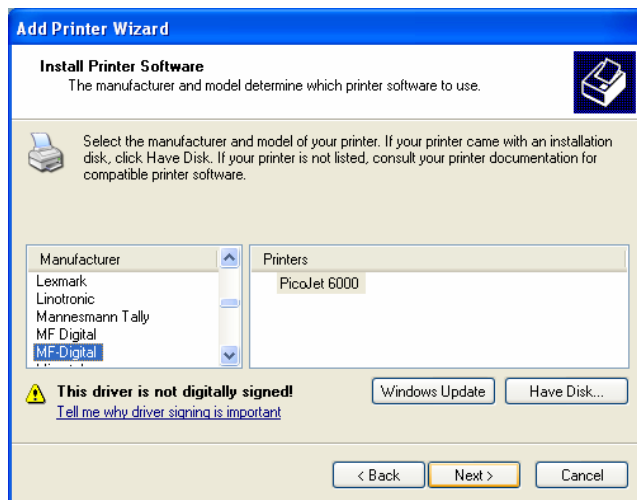 Add Printer Wizard
Install Printer Software
The manufacturer and model determine which printer software to use.
Select the manufacturer and model of your printer. If your printer came with an installation
disk, click Have Disk. If your printer is not listed, consult your printer documentation for
compatible printer software.
Manufacturer
Lexmark
Linotronic
Mannesmann Tally
MF Digital
MF-Digital
Printers
PicoJet 6000
This driver is not digitally signed!
Tell me why driver signing is important
Windows Update
Have Disk...
< Back
Next >
Cancel